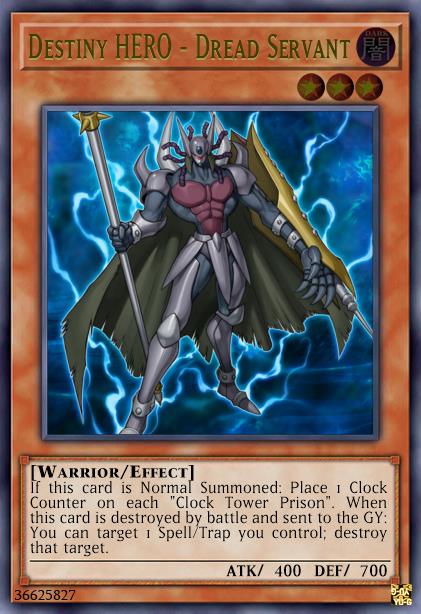 Destiny HERO - Dread Servant
DARK
闇
[Warrior/Effect]
If this card is Normal Summoned: Place 1 Clock
Counter on each "Clock Tower Prison". When
this card is destroyed by battle and sent to the GY:
You can target 1 Spell/Trap you control; destroy
that target.
ATK/ 400 DEF/ 700
36625827